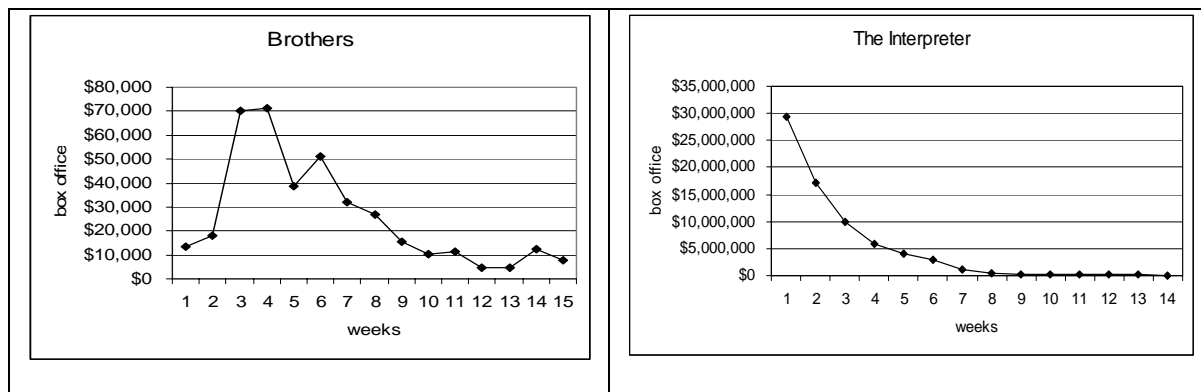 Brothers
$80,000
$70,000
$60,000
$50,000
$40,000
$30,000
$20,000
$10,000
$0
box office
1 2 3 4 5 6 7 8 9 10 11 12 13 14 15
weeks
The Interpreter
$35,000,000
$30,000,000
$25,000,000
$20,000,000
$15,000,000
$10,000,000
$5,000,000
$0
box office
1 2 3 4 5 6 7 8 9 10 11 12 13 14
weeks